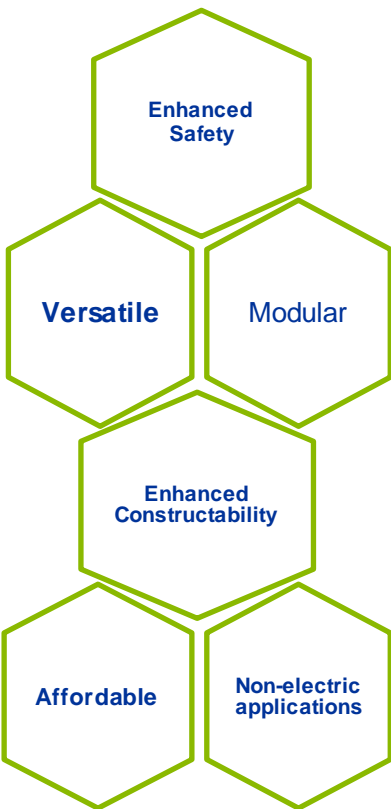 Enhanced
Safety
Versatile
Modular
Enhanced
Constructability
Affordable
Non-electric
applications